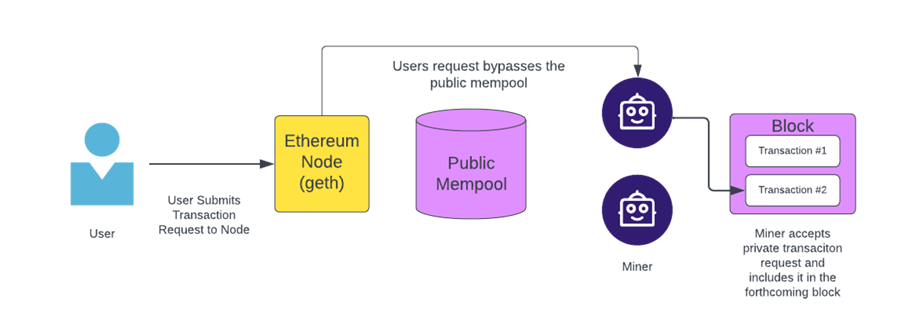 Users request bypasses the
public mempool
Ethereum
Node
(geth)
Public
Mempool
Block
Transaction #1
Transaction #2
User Submits
Transaction
Request to Node
User
Miner
Miner accepts
private transaciton
request and
includes it in the
forthcoming block